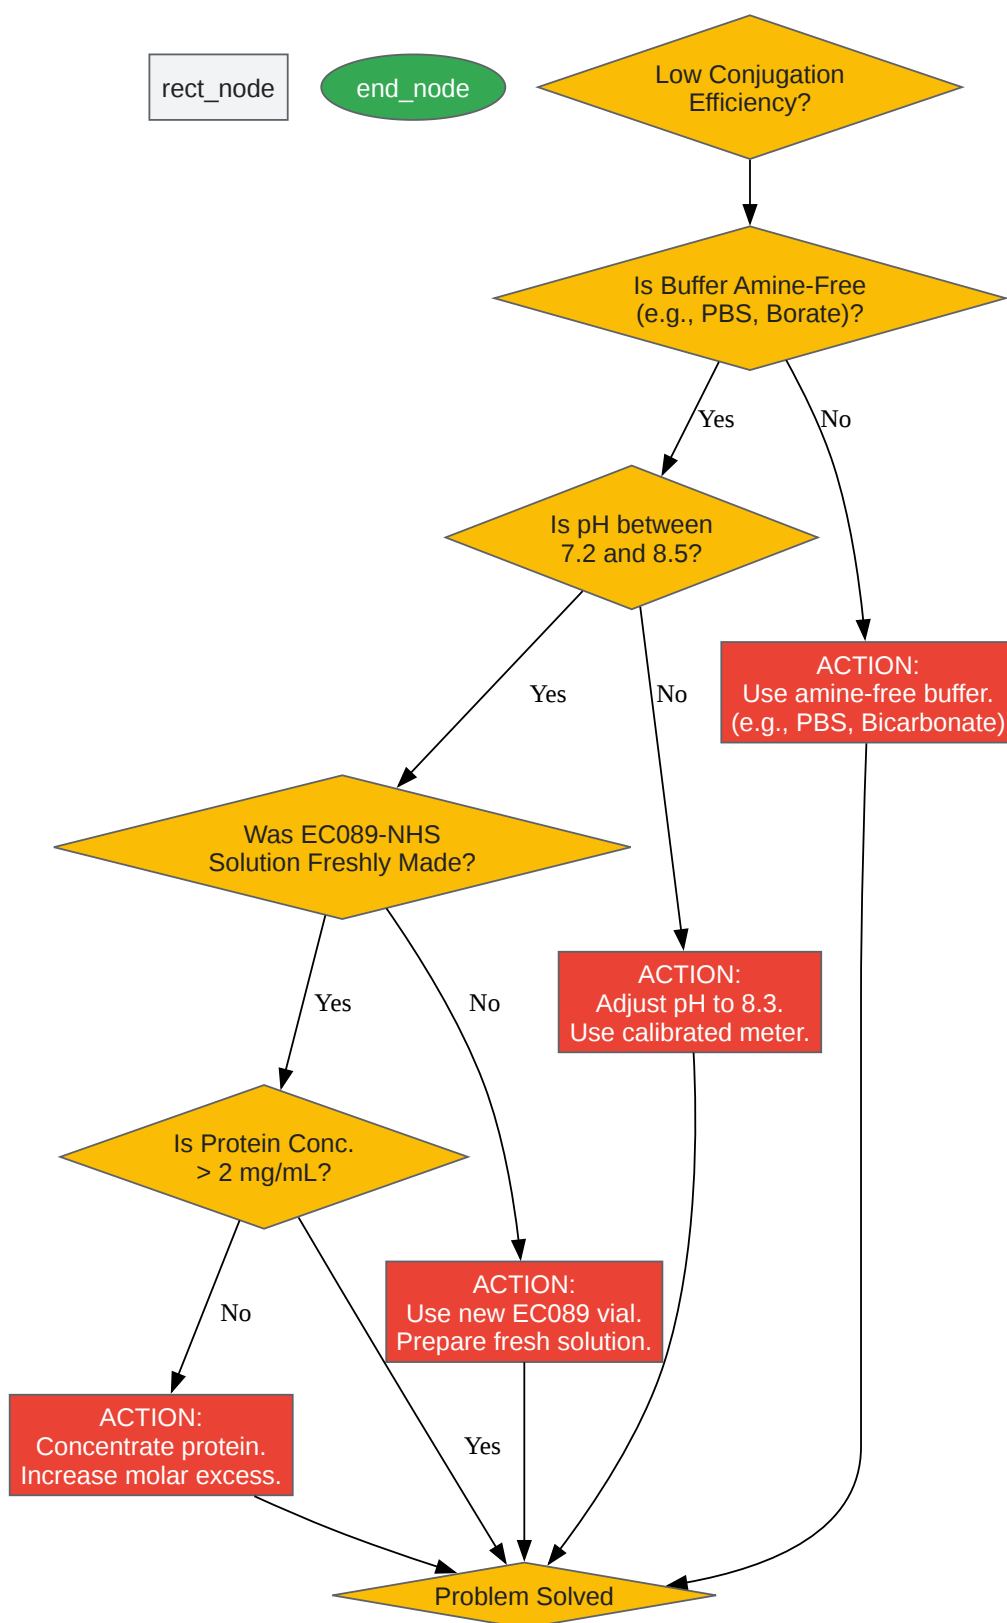 rect_node
end_node
Low Conjugation
Efficiency?
Is Buffer Amine-Free
(e.g., PBS, Borate)?
Yes
No
Is pH between
7.2 and 8.5?
ACTION:
Use amine-free buffer.
(e.g., PBS, Bicarbonate)
Yes
No
Was EC089-NHS
Solution Freshly Made?
ACTION:
Adjust pH to 8.3.
Use calibrated meter.
Yes
No
Is Protein Conc.
> 2 mg/mL?
ACTION:
Use new EC089 vial.
Prepare fresh solution.
No
Yes
ACTION:
Concentrate protein.
Increase molar excess.
Problem Solved